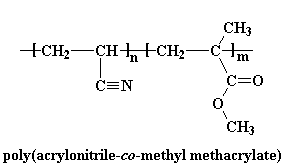 CH₃
CH₂ CH n CH₂ C m
C≡N C=O
O
CH₃
poly(acrylonitrile-co-methyl methacrylate)